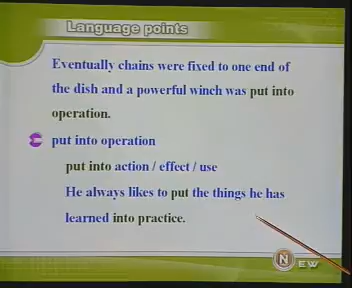 Language points
Eventually chains were fixed to one end of
the dish and a powerful winch was put into
operation.
put into operation
put into action / effect / use
He always likes to put the things he has
learned into practice.
N EW